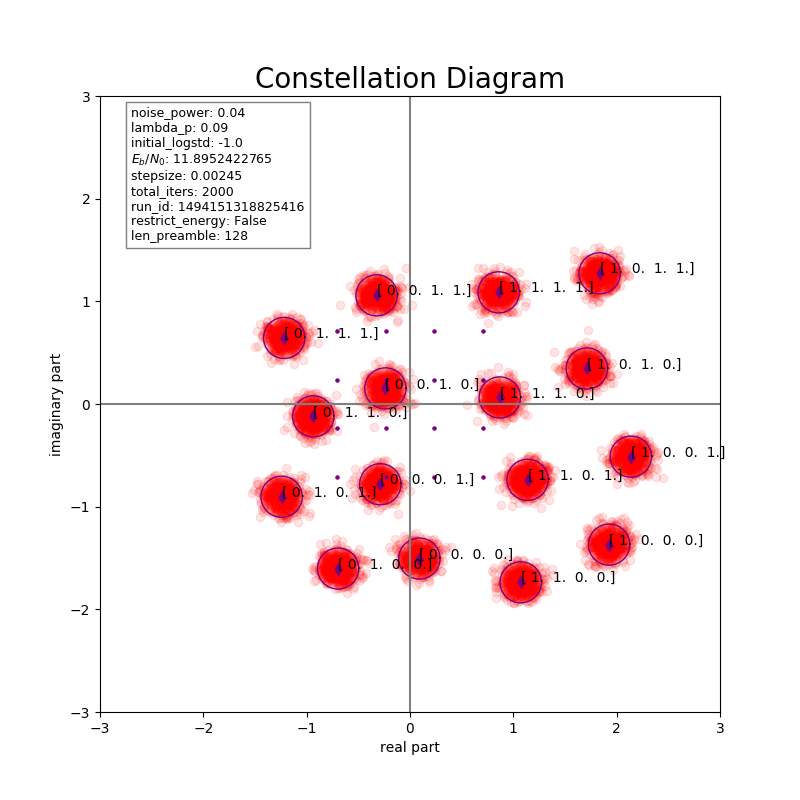 Constellation Diagram
noise_power: 0.04
lambda_p: 0.09
initial_logstd: -1.0
E_b/N_0: 11.8952422765
stepsize: 0.00245
total_iters: 2000
run_id: 1494151318825416
restrict_energy: False
len_preamble: 128
3
2
1
0
−1
−2
−3
imaginary part
[ 1. 0. 1. 1.]
[ 0. 0. 1. 1.]
[ 1. 1. 1. 1.]
[ 0. 1. 1. 1.]
[ 1. 0. 1. 0.]
[ 0. 0. 1. 0.]
[ 1. 1. 1. 0.]
[ 0. 1. 1. 0.]
[ 1. 0. 0. 1.]
[ 0. 0. 0. 1.]
[ 1. 1. 0. 1.]
[ 0. 1. 0. 1.]
[ 1. 0. 0. 0.]
[ 0. 0. 0. 0.]
[ 0. 1. 0. 0.]
[ 1. 1. 0. 0.]
−3 −2 −1 0 1 2 3
real part